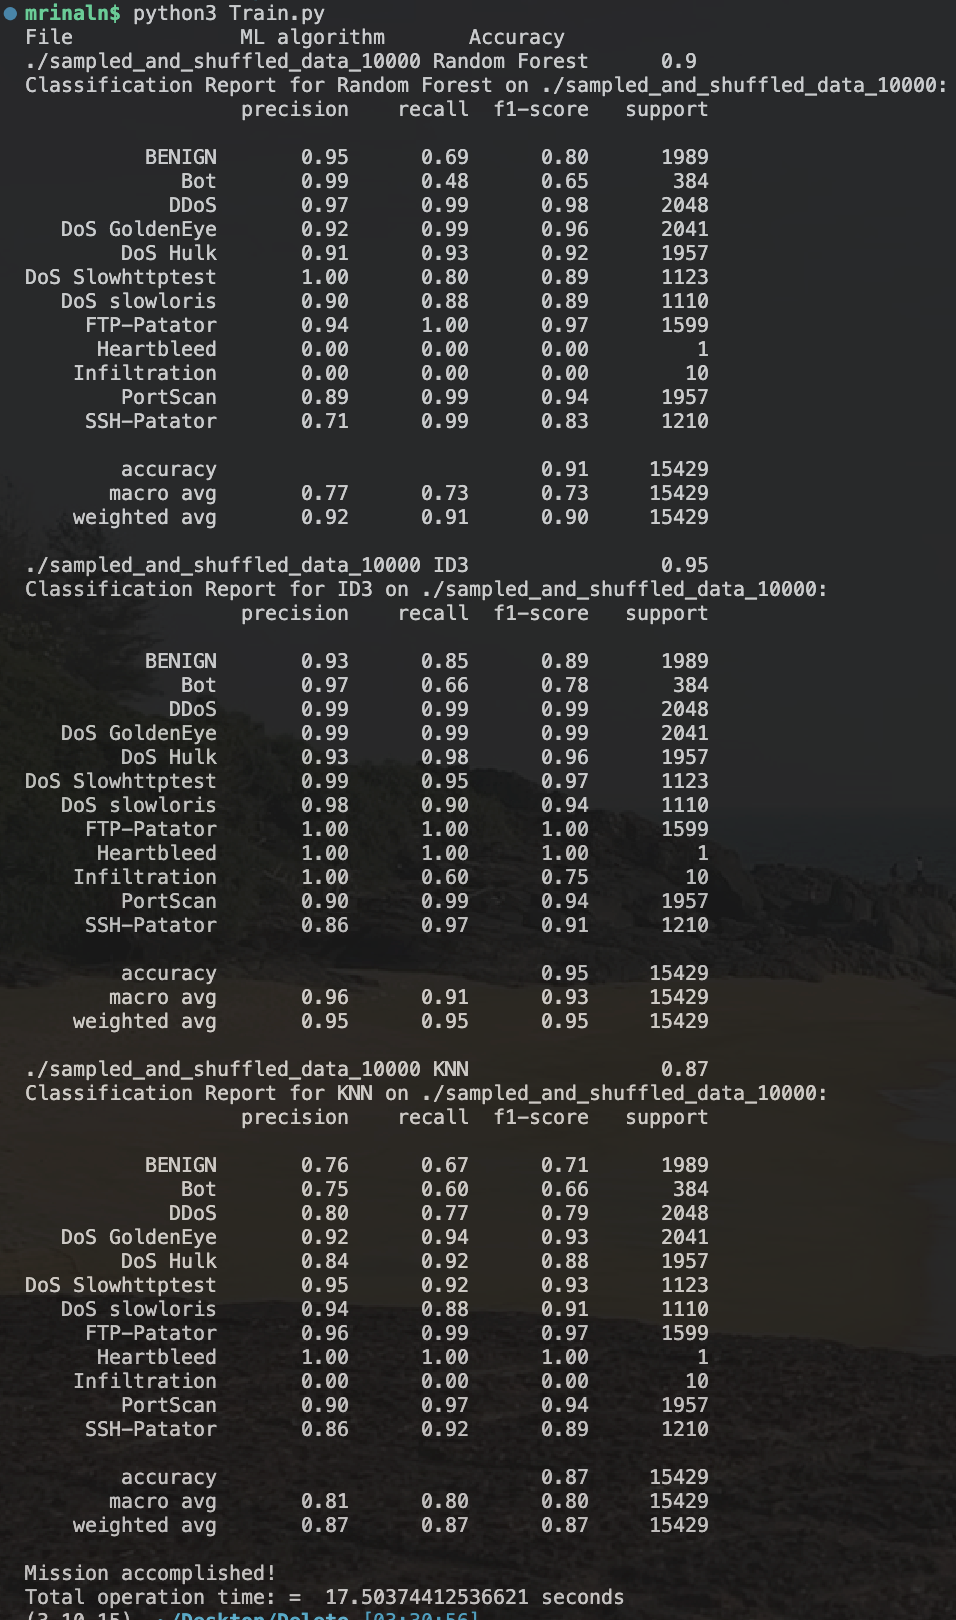 mrinaln$ python3 Train.py
File ML algorithm Accuracy
./sampled_and_shuffled_data_10000 Random Forest 0.9
Classification Report for Random Forest on ./sampled_and_shuffled_data_10000:
precision recall f1-score support
BENIGN 0.95 0.69 0.80 1989
Bot 0.99 0.48 0.65 384
DDoS 0.97 0.99 0.98 2048
DoS GoldenEye 0.92 0.99 0.96 2041
DoS Hulk 0.91 0.93 0.92 1957
DoS Slowhttptest 1.00 0.80 0.89 1123
DoS slowloris 0.90 0.88 0.89 1110
FTP-Patator 0.94 1.00 0.97 1599
Heartbleed 0.00 0.00 0.00 1
Infiltration 0.00 0.00 0.00 10
PortScan 0.89 0.99 0.94 1957
SSH-Patator 0.71 0.99 0.83 1210
accuracy 0.91 15429
macro avg 0.77 0.73 0.73 15429
weighted avg 0.92 0.91 0.90 15429
./sampled_and_shuffled_data_10000 ID3 0.95
Classification Report for ID3 on ./sampled_and_shuffled_data_10000:
precision recall f1-score support
BENIGN 0.93 0.85 0.89 1989
Bot 0.97 0.66 0.78 384
DDoS 0.99 0.99 0.99 2048
DoS GoldenEye 0.99 0.99 0.99 2041
DoS Hulk 0.93 0.98 0.96 1957
DoS Slowhttptest 0.99 0.95 0.97 1123
DoS slowloris 0.98 0.90 0.94 1110
FTP-Patator 1.00 1.00 1.00 1599
Heartbleed 1.00 1.00 1.00 1
Infiltration 1.00 0.60 0.75 10
PortScan 0.90 0.99 0.94 1957
SSH-Patator 0.86 0.97 0.91 1210
accuracy 0.95 15429
macro avg 0.96 0.91 0.93 15429
weighted avg 0.95 0.95 0.95 15429
./sampled_and_shuffled_data_10000 KNN 0.87
Classification Report for KNN on ./sampled_and_shuffled_data_10000:
precision recall f1-score support
BENIGN 0.76 0.67 0.71 1989
Bot 0.75 0.60 0.66 384
DDoS 0.80 0.77 0.79 2048
DoS GoldenEye 0.92 0.94 0.93 2041
DoS Hulk 0.84 0.92 0.88 1957
DoS Slowhttptest 0.95 0.92 0.93 1123
DoS slowloris 0.94 0.88 0.91 1110
FTP-Patator 0.96 0.99 0.97 1599
Heartbleed 1.00 1.00 1.00 1
Infiltration 0.00 0.00 0.00 10
PortScan 0.90 0.97 0.94 1957
SSH-Patator 0.86 0.92 0.89 1210
accuracy 0.87 15429
macro avg 0.81 0.80 0.80 15429
weighted avg 0.87 0.87 0.87 15429
Mission accomplished!
Total operation time: = 17.50374412536621 seconds
(3.10.15) ~/Desktop/Delete [03:30:56]